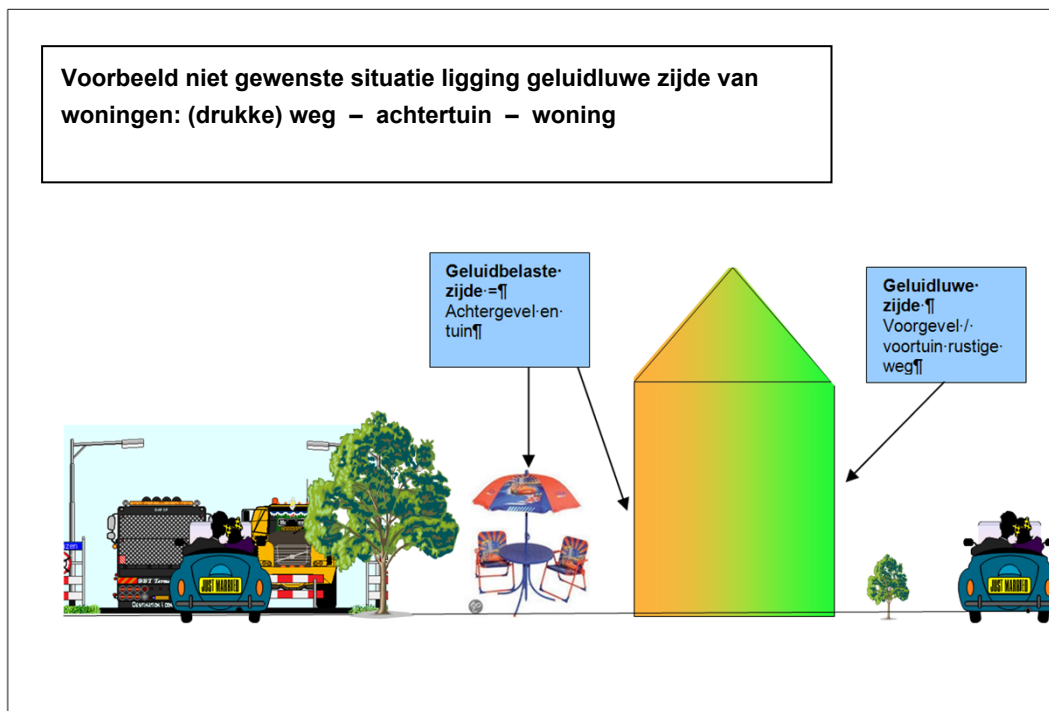 Voorbeeld niet gewenste situatie ligging geluidluwe zijde van
woningen: (drukke) weg – achtertuin – woning
Geluidbelaste·
zijde·=¶
Achtergevel·en·
tuin¶
Geluidluwe·
zijde·¶
Voorgevel·/·
voortuin·rustige·
weg¶
zen
JUST MARRIED
JUST MARRIED